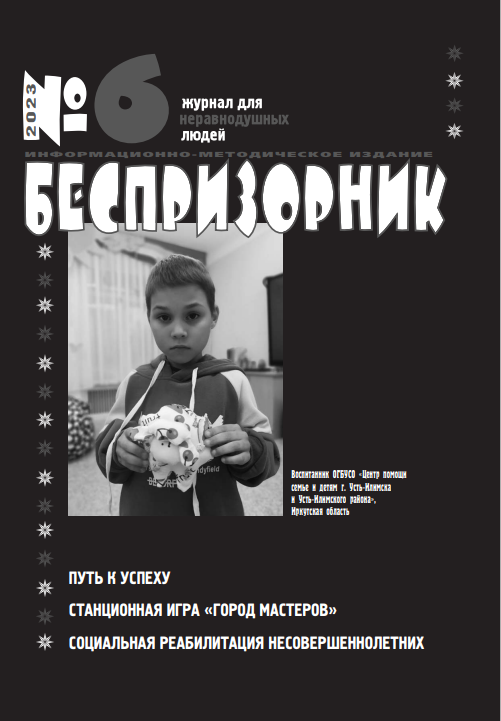 2023
№6
журнал для
неравнодушных
людей
ИНФОРМАЦИОННО-МЕТОДИЧЕСКОЕ ИЗДАНИЕ
БЕСПРИЗОРНИК
Воспитанник ОГБУСО «Центр помощи
семье и детям г. Усть-Илимска
и Усть-Илимского района»,
Иркутская область
ПУТЬ К УСПЕХУ
СТАНЦИОННАЯ ИГРА «ГОРОД МАСТЕРОВ»
СОЦИАЛЬНАЯ РЕАБИЛИТАЦИЯ НЕСОВЕРШЕННОЛЕТНИХ